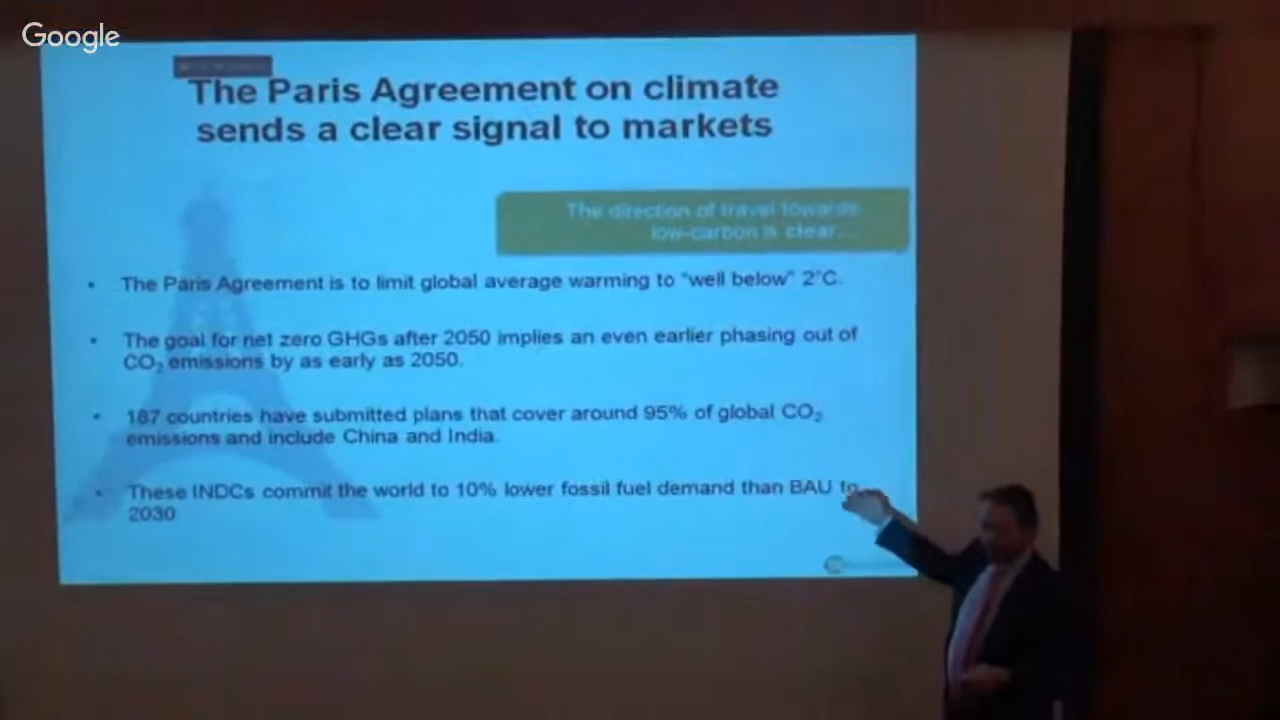 Google
The Paris Agreement on climate
sends a clear signal to markets
The direction of travel towards
low-carbon is clear...
• The Paris Agreement is to limit global average warming to "well below" 2°C.
• The goal for net zero GHGs after 2050 implies an even earlier phasing out of
CO₂ emissions by as early as 2050.
• 187 countries have submitted plans that cover around 95% of global CO₂
emissions and include China and India.
• These INDCs commit the world to 10% lower fossil fuel demand than BAU to
2030